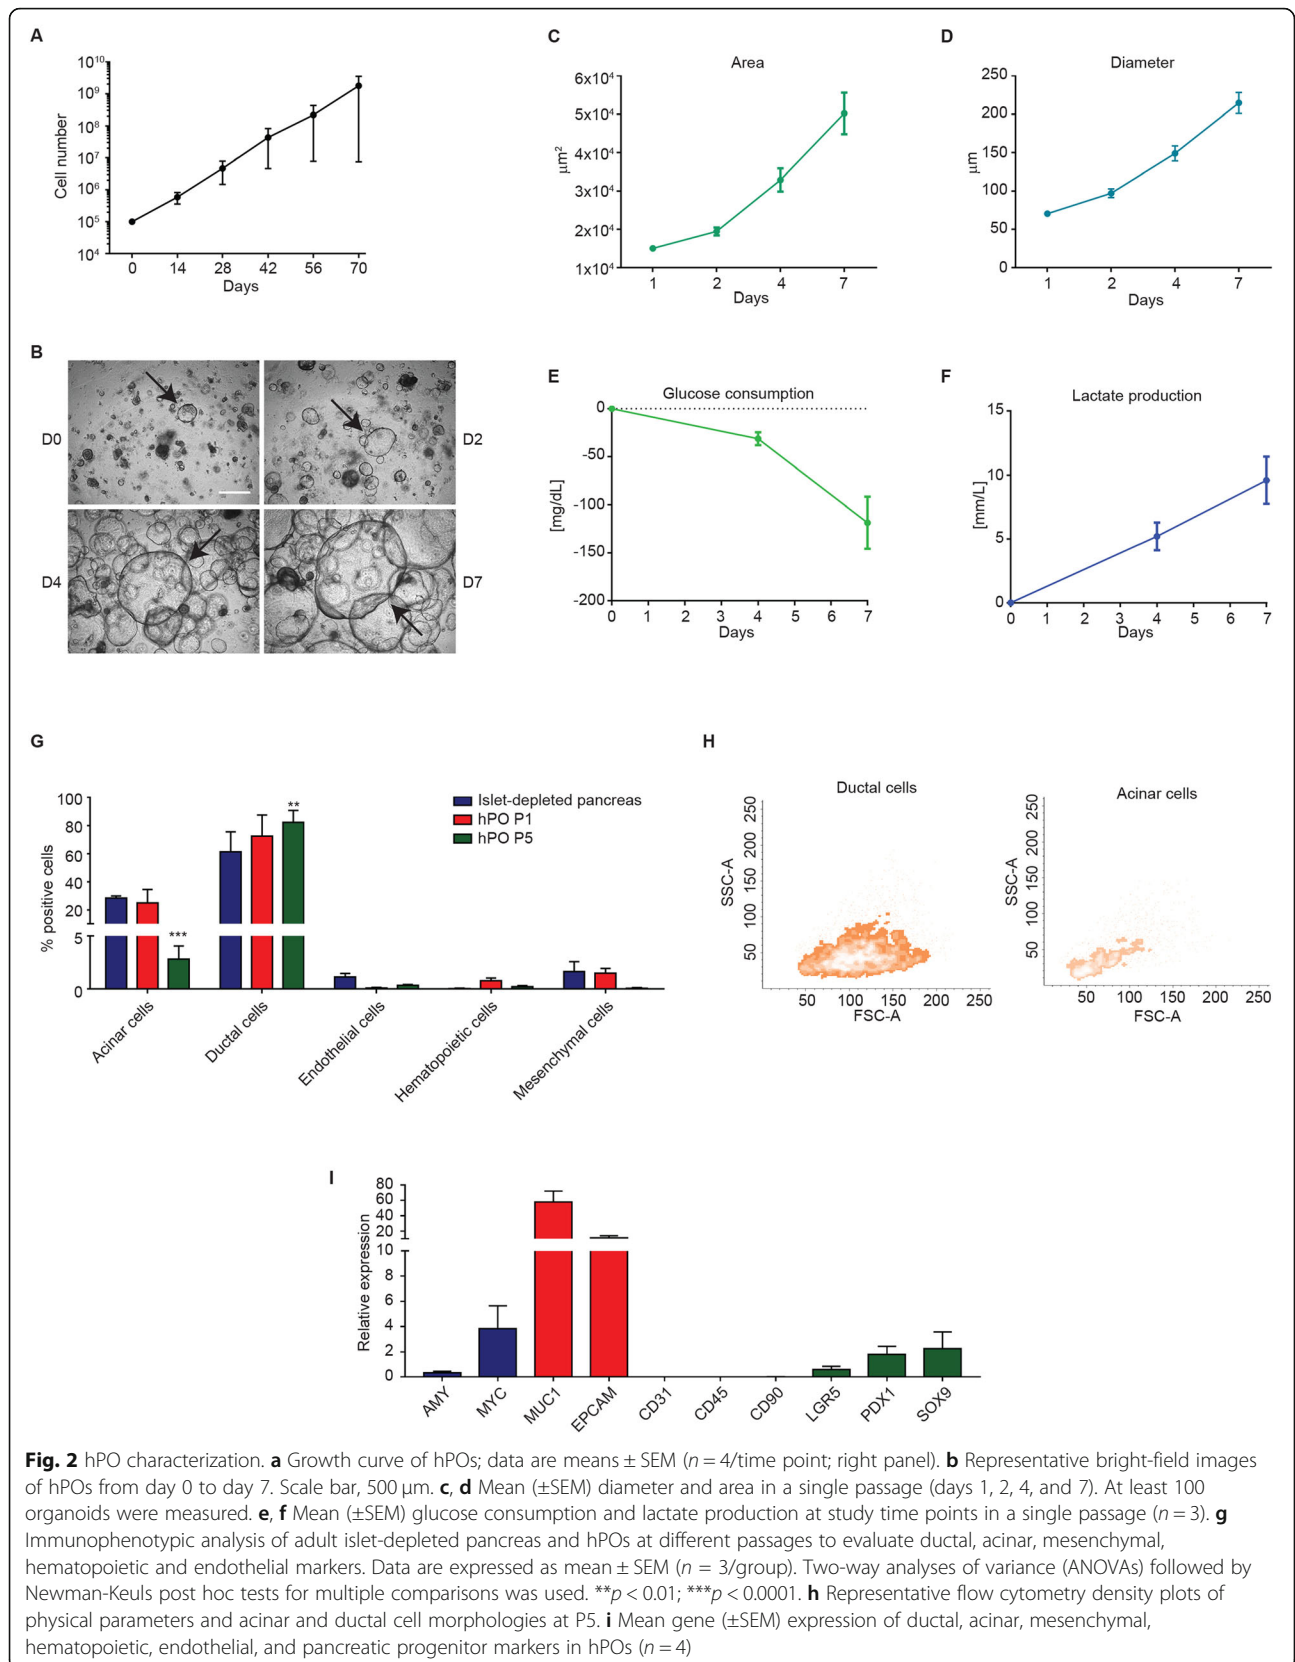 A
10^10
10^9
10^8
10^7
10^6
10^5
10^4
Cell number
0 14 28 42 56 70
Days
C
Area
6x10^4
5x10^4
4x10^4
3x10^4
2x10^4
1x10^4
μm²
1 2 4 7
Days
D
Diameter
250
200
150
100
50
0
μm
1 2 4 7
Days
B
D0
D2
D4
D7
E
Glucose consumption
0
-50
-100
-150
-200
[mg/dL]
0 1 2 3 4 5 6 7
Days
F
Lactate production
15
10
5
0
[mm/L]
0 1 2 3 4 5 6 7
Days
G
100
80
60
40
20
5
0
% positive cells
***
**
Islet-depleted pancreas
hPO P1
hPO P5
Acinar cells
Ductal cells
Endothelial cells
Hematopoietic cells
Mesenchymal cells
H
Ductal cells
250
200
150
100
50
SSC-A
50 100 150 200 250
FSC-A
Acinar cells
250
200
150
100
50
SSC-A
50 100 150 200 250
FSC-A
I
80
60
40
20
10
8
6
4
2
0
Relative expression
AMY
MYC
MUC1
EPCAM
CD31
CD45
CD90
LGR5
PDX1
SOX9
Fig. 2 hPO characterization. a Growth curve of hPOs; data are means ± SEM (n = 4/time point; right panel). b Representative bright-field images
of hPOs from day 0 to day 7. Scale bar, 500 μm. c, d Mean (±SEM) diameter and area in a single passage (days 1, 2, 4, and 7). At least 100
organoids were measured. e, f Mean (±SEM) glucose consumption and lactate production at study time points in a single passage (n = 3). g
Immunophenotypic analysis of adult islet-depleted pancreas and hPOs at different passages to evaluate ductal, acinar, mesenchymal,
hematopoietic and endothelial markers. Data are expressed as mean ± SEM (n = 3/group). Two-way analyses of variance (ANOVAs) followed by
Newman-Keuls post hoc tests for multiple comparisons was used. **p < 0.01; ***p < 0.0001. h Representative flow cytometry density plots of
physical parameters and acinar and ductal cell morphologies at P5. i Mean gene (±SEM) expression of ductal, acinar, mesenchymal,
hematopoietic, endothelial, and pancreatic progenitor markers in hPOs (n = 4)